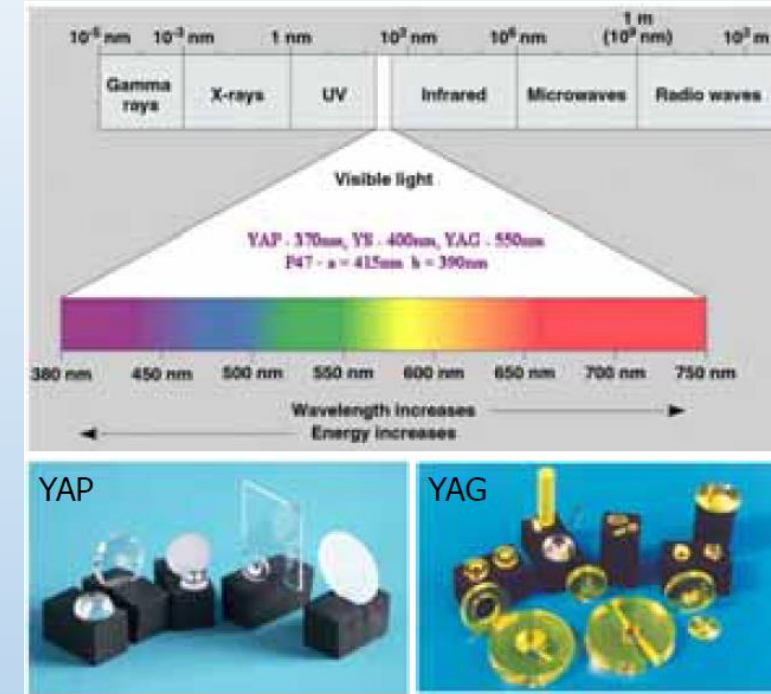 1 m
10⁻⁵ nm 10⁻³ nm 1 nm 10³ nm 10⁶ nm (10⁹ nm) 10³ m
Gamma rays X-rays UV Infrared Microwaves Radio waves
Visible light
YAP - 370nm, YS - 400nm, YAG - 550nm
P47 - a = 415nm b = 390nm
380 nm 450 nm 500 nm 550 nm 600 nm 650 nm 700 nm 750 nm
Wavelength increases
Energy increases
YAP YAG